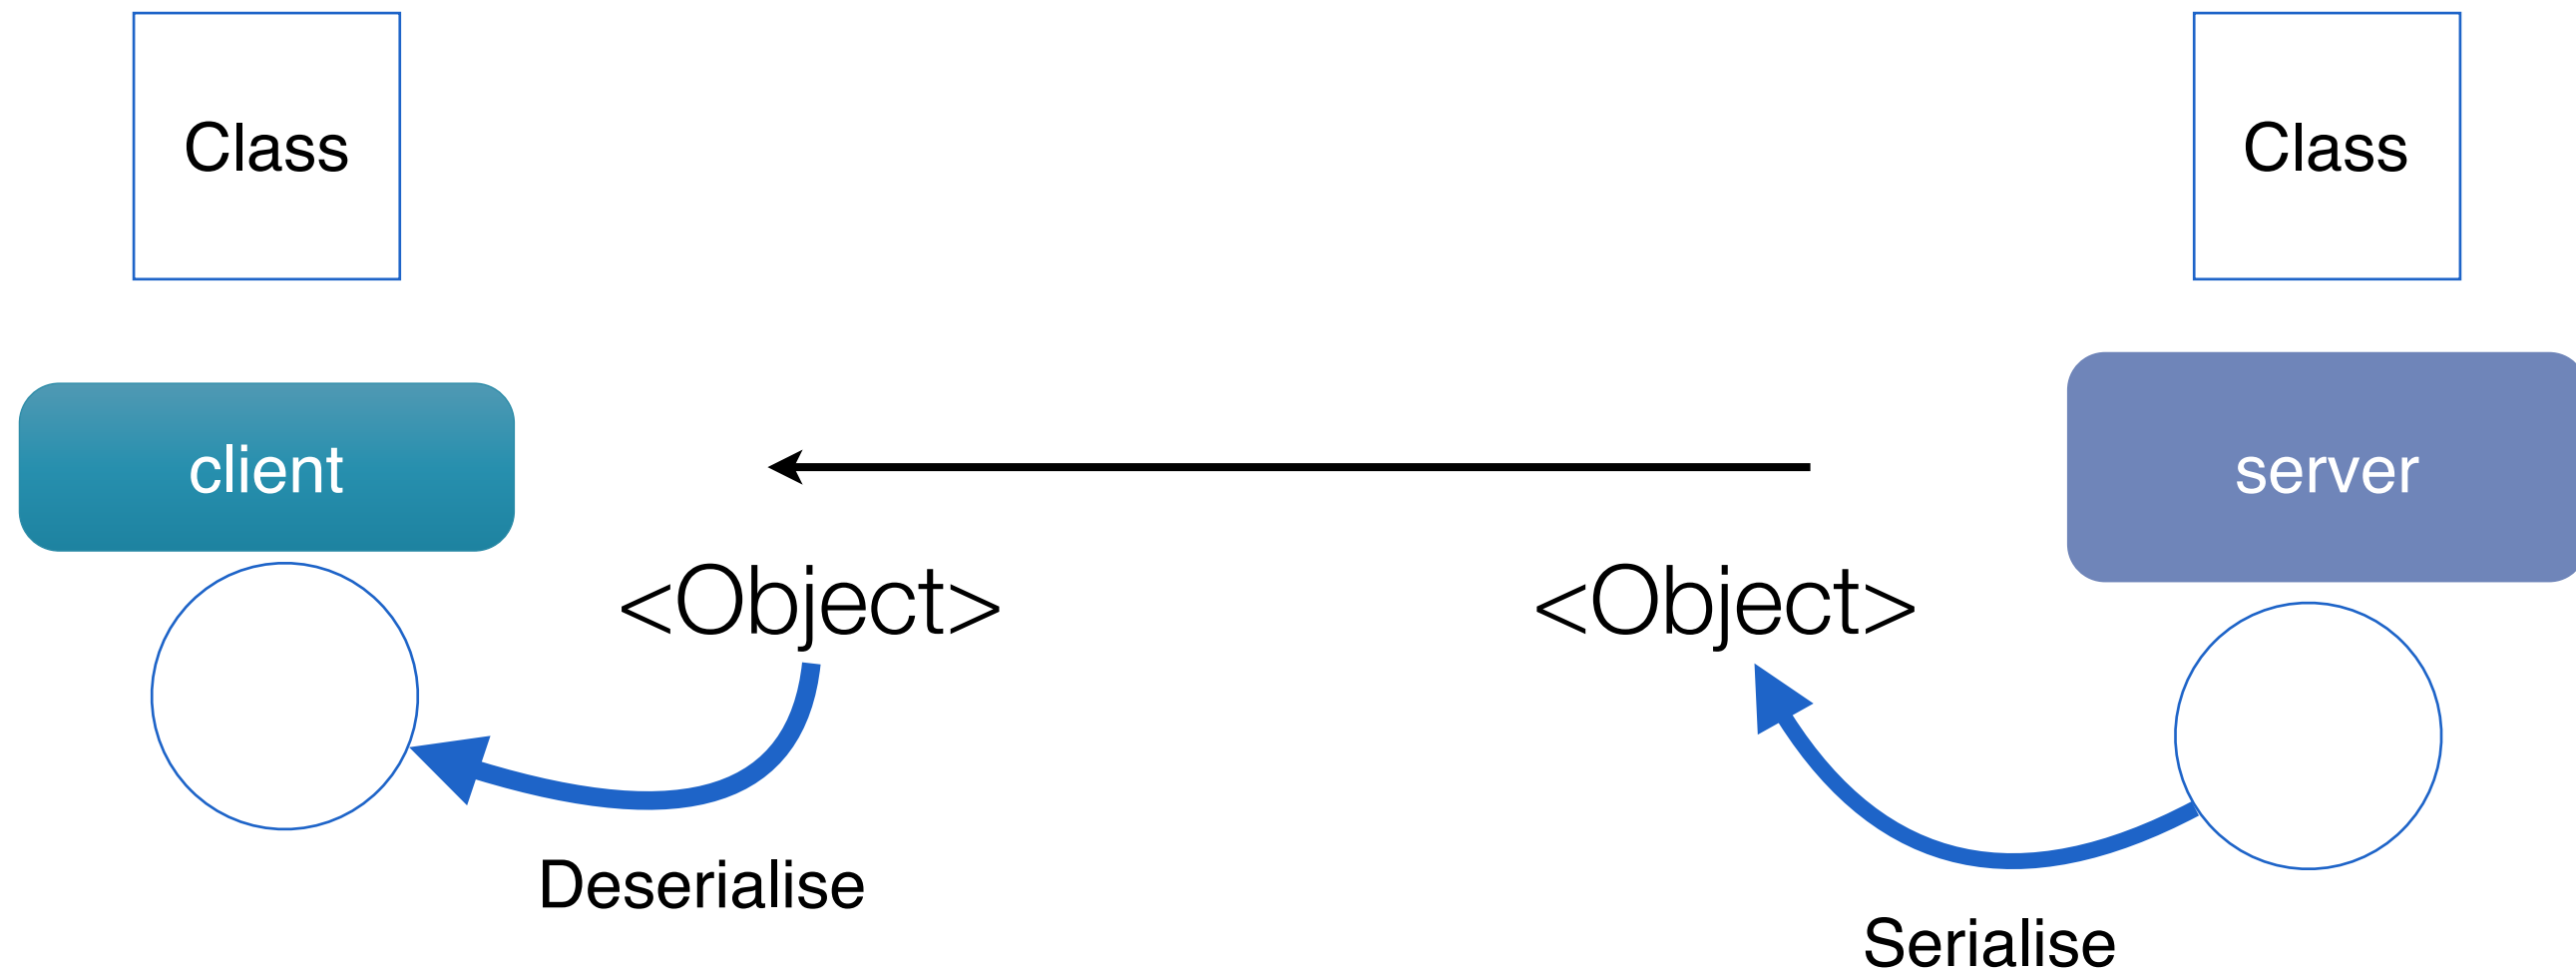 Class
Class
client
server
<Object>
<Object>
Deserialise
Serialise